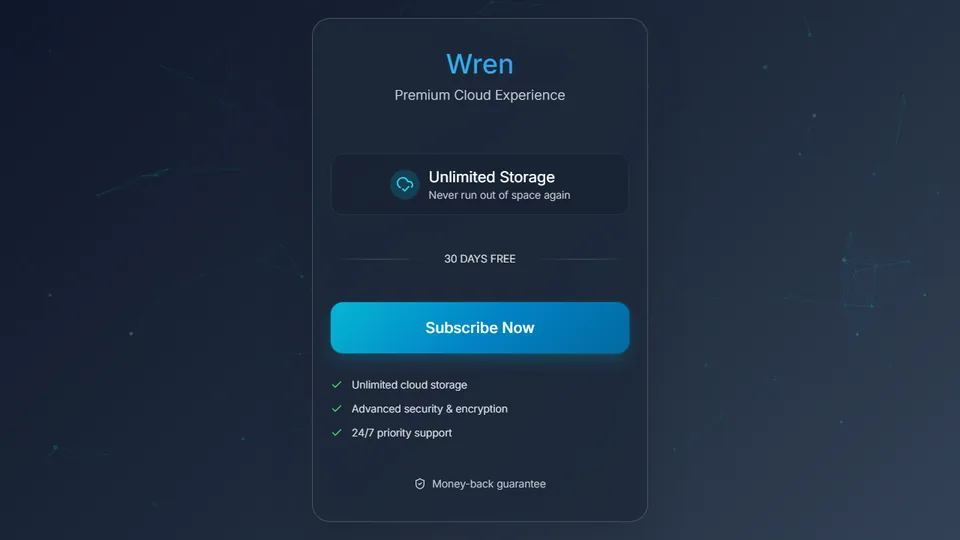 Wren
Premium Cloud Experience
Unlimited Storage
Never run out of space again
30 DAYS FREE
Subscribe Now
Unlimited cloud storage
Advanced security & encryption
24/7 priority support
Money-back guarantee